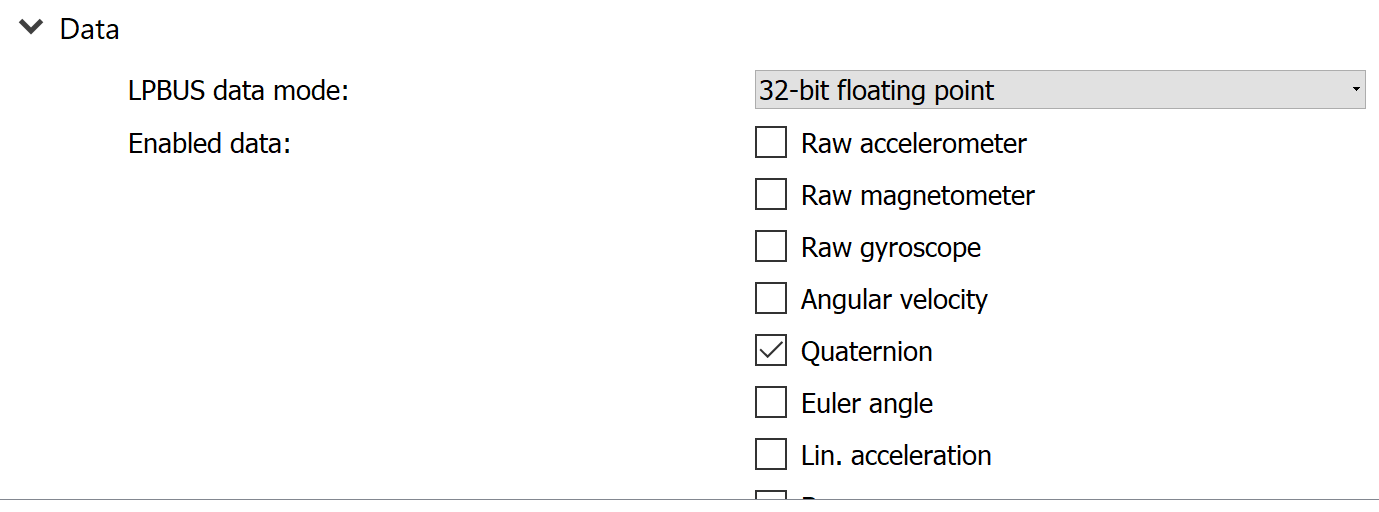 Data
LPBUS data mode: 32-bit floating point
Enabled data: Raw accelerometer
Raw magnetometer
Raw gyroscope
Angular velocity
Quaternion
Euler angle
Lin. acceleration